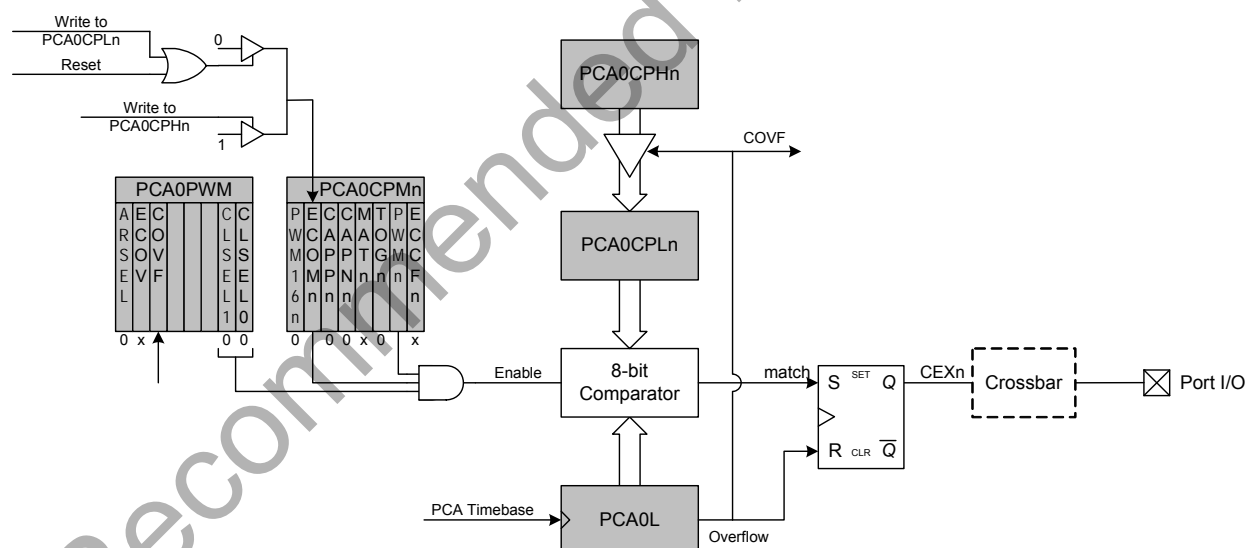 Write to
PCA0CPLn
Reset
Write to
PCA0CPHn
0
1
PCA0CPHn
COVF
PCA0PWM
ARSEL
ECOV
COVF
CLSEL1
CLSEL0
0 x 0 0
PCA0CPMn
PWM16n
ECOMn
CAPPn
CAPNn
MATn
TOGn
PWMn
ECCFn
0 0 0 x 0 x
PCA0CPLn
Enable
8-bit
Comparator
match
S SET Q
R CLR Q
CEXn
Crossbar
Port I/O
PCA Timebase
PCA0L
Overflow
Recommended